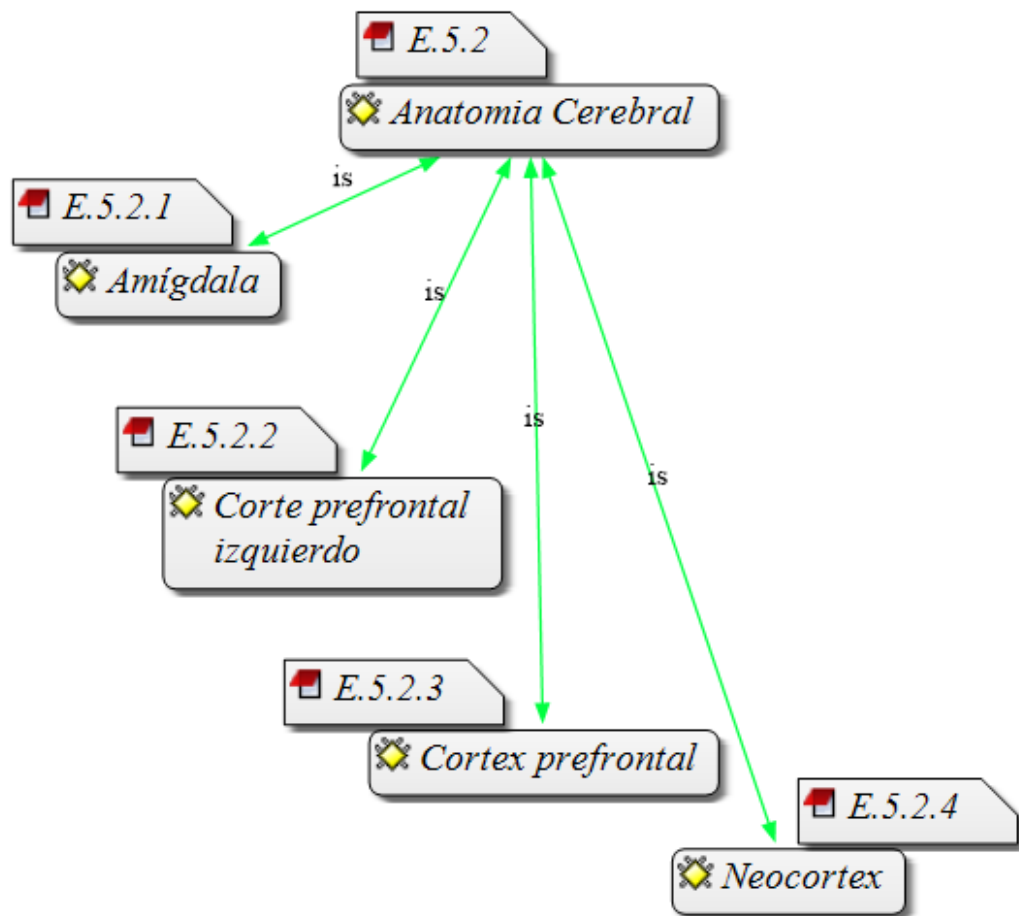 E.5.2
Anatomia Cerebral
is
E.5.2.1
Amígdala
is
E.5.2.2
is
Corte prefrontal
izquierdo
is
E.5.2.3
Cortex prefrontal
E.5.2.4
Neocortex